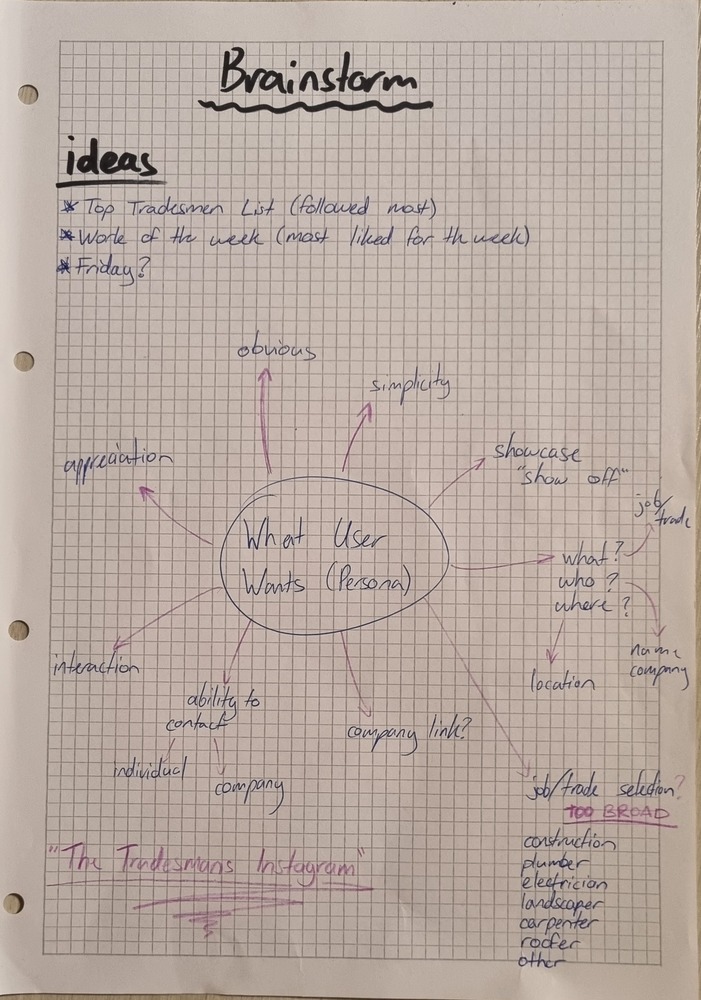 Brainstorm
ideas
* Top Tradesmen List (followed most)
* Work of the week (most liked for th week)
* Friday?
obvious
simplicity
appreciation
showcase
"show off"
job/
trade
What User
Wants (Persona)
what?
who?
where?
name
company
location
interaction
ability to
contact
individual
company
company link?
job/trade selection?
TOO BROAD
construction
plumber
electrician
landscaper
carpenter
roofer
other
"The Tradesmans Instagram"